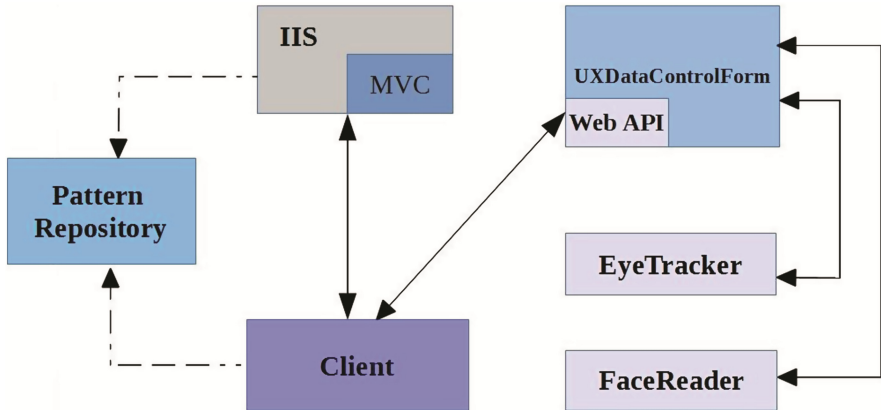 IIS
MVC
UXDataControlForm
Web API
Pattern
Repository
EyeTracker
Client
FaceReader